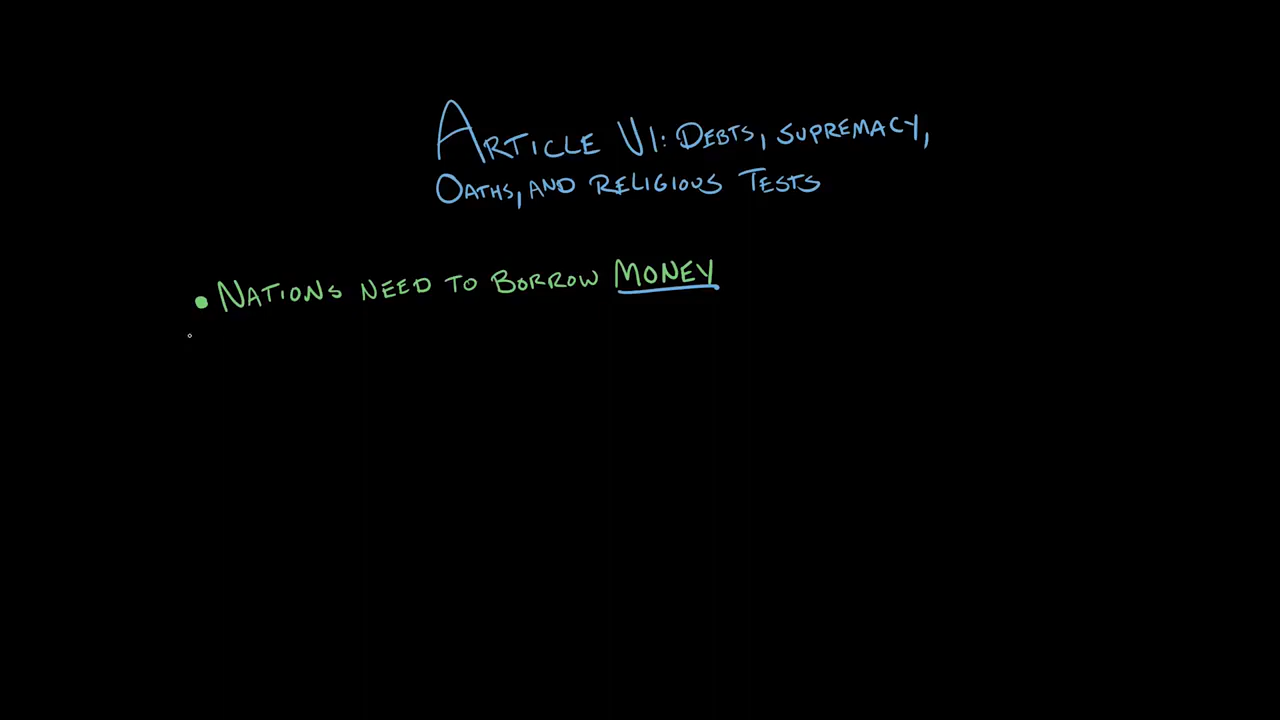 ARTICLE VI: DEBTS, SUPREMACY,
OATHS, AND RELIGIOUS TESTS
• NATIONS NEED TO BORROW MONEY